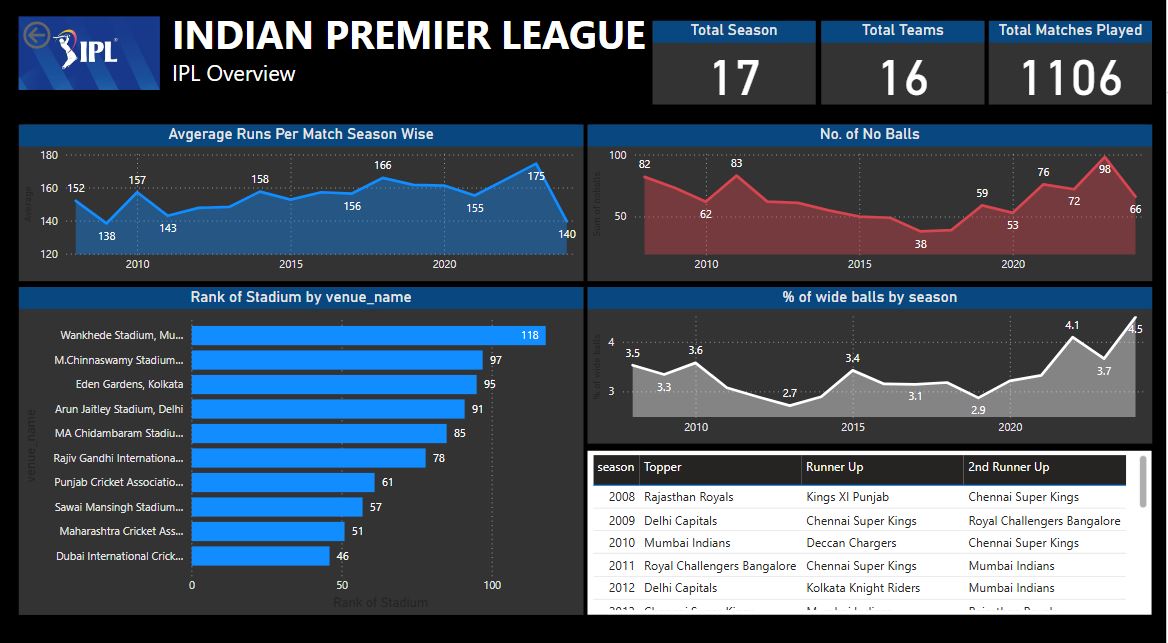 IPL
INDIAN PREMIER LEAGUE
IPL Overview
Total Season
17
Total Teams
16
Total Matches Played
1106
Avgerage Runs Per Match Season Wise
180
160
140
120
Average
152
138
157
143
158
156
166
155
175
140
2010
2015
2020
No. of No Balls
100
50
Sum of noballs
82
62
83
38
59
53
76
72
98
66
2010
2015
2020
Rank of Stadium by venue_name
venue_name
Wankhede Stadium, Mu... 118
M.Chinnaswamy Stadium... 97
Eden Gardens, Kolkata 95
Arun Jaitley Stadium, Delhi 91
MA Chidambaram Stadiu... 85
Rajiv Gandhi Internationa... 78
Punjab Cricket Associatio... 61
Sawai Mansingh Stadium... 57
Maharashtra Cricket Ass... 51
Dubai International Crick... 46
0 50 100
Rank of Stadium
% of wide balls by season
4
3
% of wide balls
3.5
3.3
3.6
2.7
3.4
3.1
2.9
4.1
3.7
4.5
2010
2015
2020
season Topper Runner Up 2nd Runner Up
2008 Rajasthan Royals Kings XI Punjab Chennai Super Kings
2009 Delhi Capitals Chennai Super Kings Royal Challengers Bangalore
2010 Mumbai Indians Deccan Chargers Chennai Super Kings
2011 Royal Challengers Bangalore Chennai Super Kings Mumbai Indians
2012 Delhi Capitals Kolkata Knight Riders Mumbai Indians